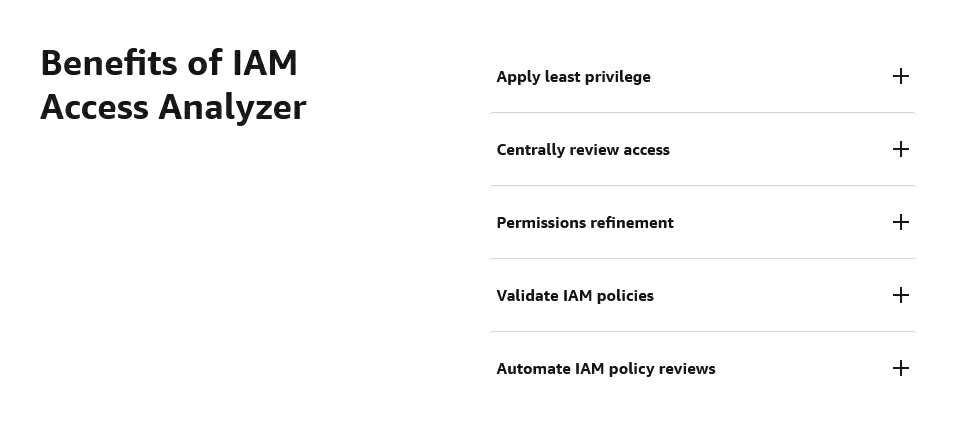 Benefits of IAM
Access Analyzer
Apply least privilege
Centrally review access
Permissions refinement
Validate IAM policies
Automate IAM policy reviews